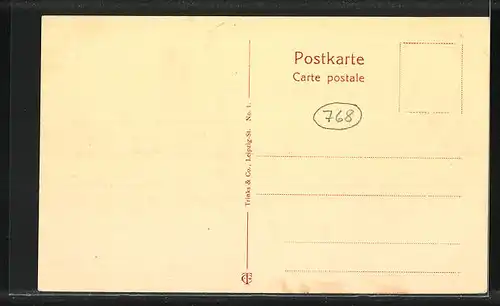 Postkarte
Carte postale
768
Trinks & Co., Leipzig-St. No. 1.